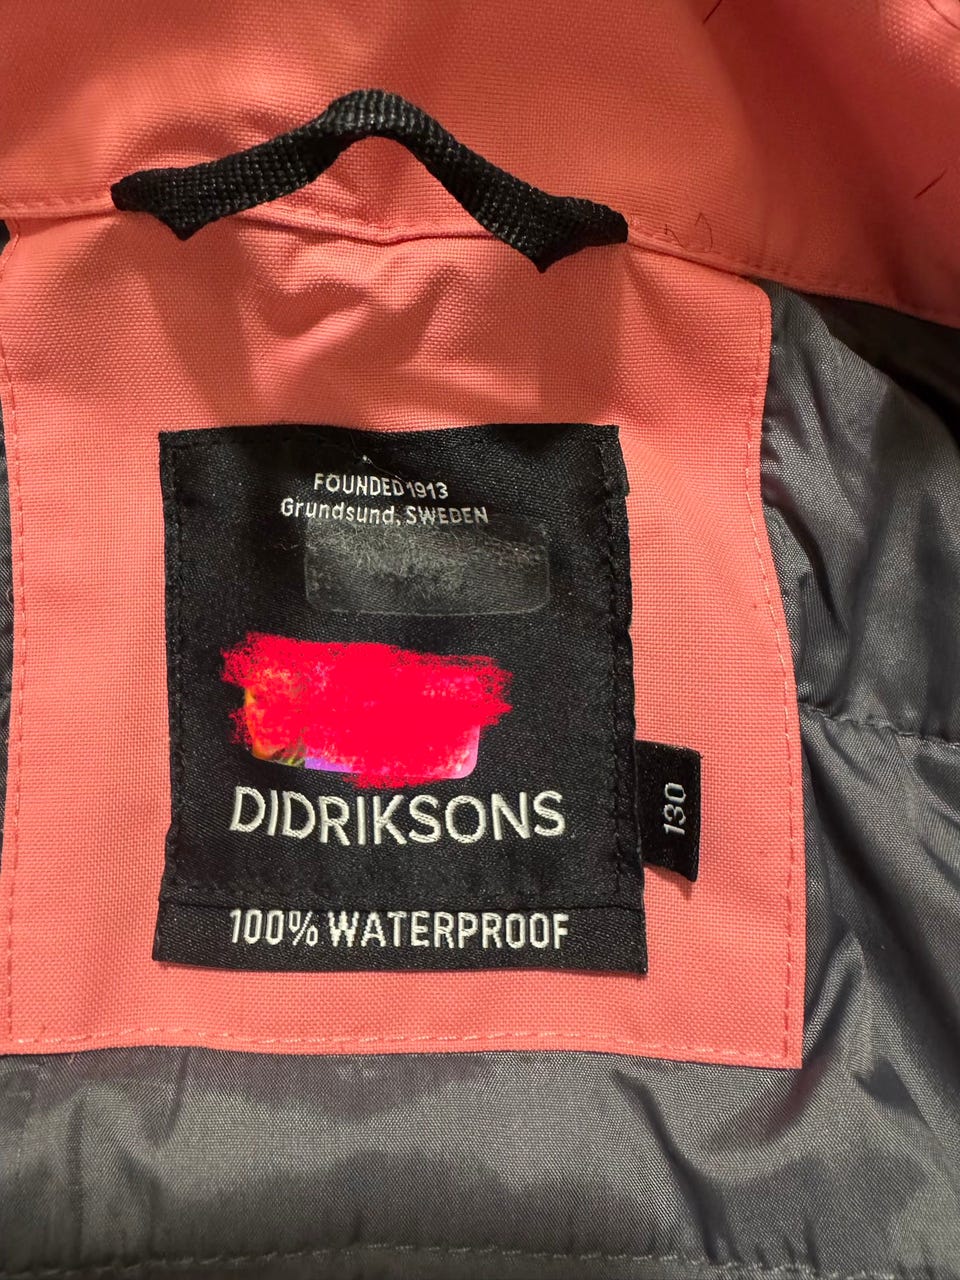 FOUNDED 1913
Grundsund, SWEDEN
DIDRIKSONS
130
100% WATERPROOF